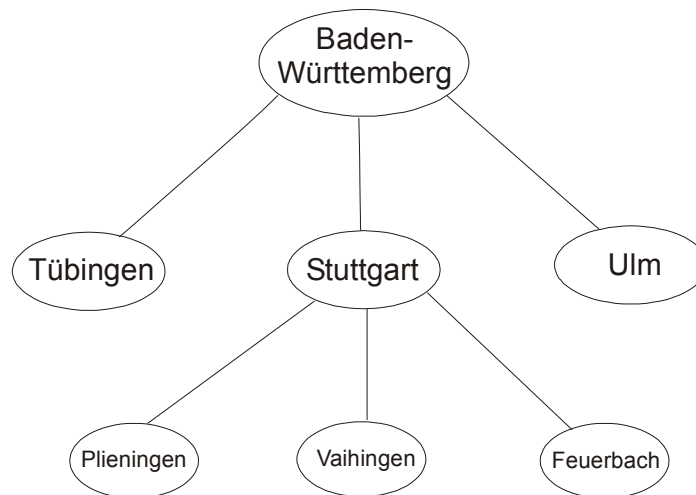 Baden-
Württemberg
Tübingen
Stuttgart
Ulm
Plieningen
Vaihingen
Feuerbach